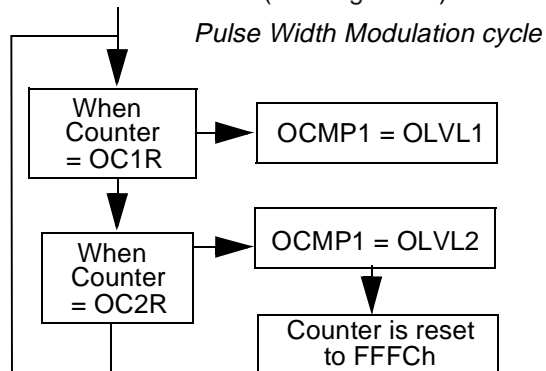 Pulse Width Modulation cycle
When
Counter
= OC1R
OCMP1 = OLVL1
When
Counter
= OC2R
OCMP1 = OLVL2
Counter is reset
to FFFCh